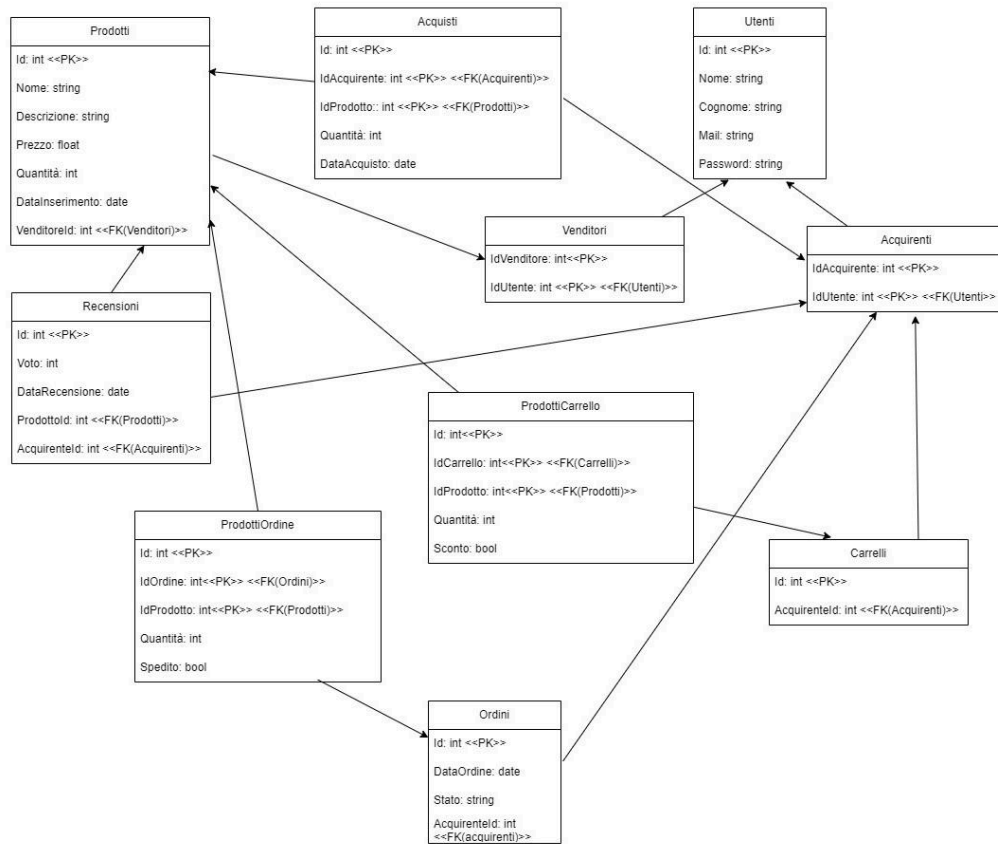 Prodotti
Id: int <<PK>>
Nome: string
Descrizione: string
Prezzo: float
Quantità: int
DataInserimento: date
VenditoreId: int <<FK(Venditori)>>
Acquisti
Id: int <<PK>>
IdAcquirente: int <<PK>> <<FK(Acquirenti)>>
IdProdotto:: int <<PK>> <<FK(Prodotti)>>
Quantità: int
DataAcquisto: date
Utenti
Id: int <<PK>>
Nome: string
Cognome: string
Mail: string
Password: string
Venditori
IdVenditore: int<<PK>>
IdUtente: int <<PK>> <<FK(Utenti)>>
Acquirenti
IdAcquirente: int <<PK>>
IdUtente: int <<PK>> <<FK(Utenti)>>
Recensioni
Id: int <<PK>>
Voto: int
DataRecensione: date
ProdottoId: int <<FK(Prodotti)>>
AcquirenteId: int <<FK(Acquirenti)>>
ProdottiCarrello
Id: int<<PK>>
IdCarrello: int<<PK>> <<FK(Carrelli)>>
IdProdotto: int<<PK>> <<FK(Prodotti)>>
Quantità: int
Sconto: bool
ProdottiOrdine
Id: int <<PK>>
IdOrdine: int<<PK>> <<FK(Ordini)>>
IdProdotto: int<<PK>> <<FK(Prodotti)>>
Quantità: int
Spedito: bool
Carrelli
Id: int <<PK>>
AcquirenteId: int <<FK(Acquirenti)>>
Ordini
Id: int <<PK>>
DataOrdine: date
Stato: string
AcquirenteId: int
<<FK(acquirenti)>>